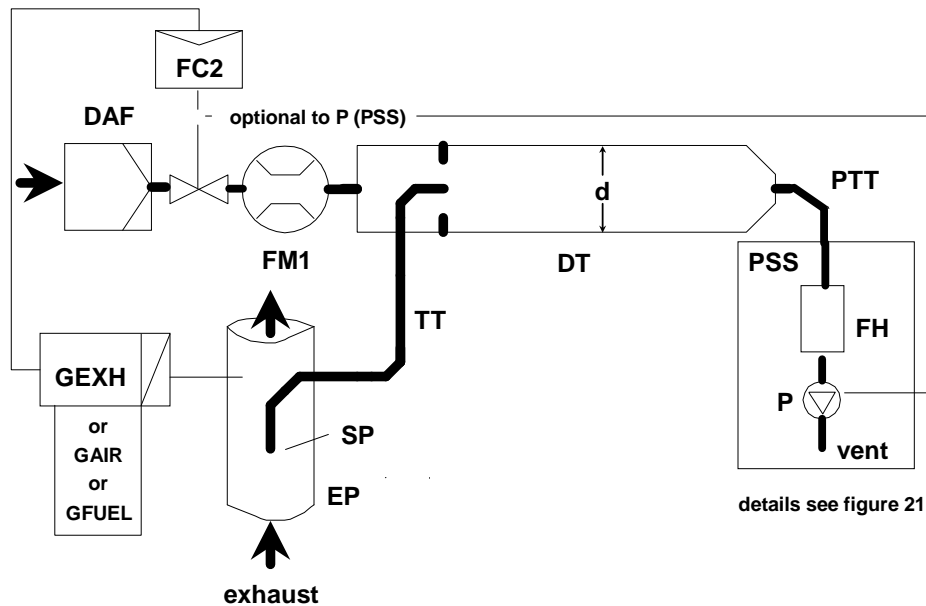 FC2
DAF
optional to P (PSS)
d
PTT
FM1
DT
PSS
TT
FH
GEXH
P
or
SP
vent
GAIR
or
EP
GFUEL
details see figure 21
exhaust